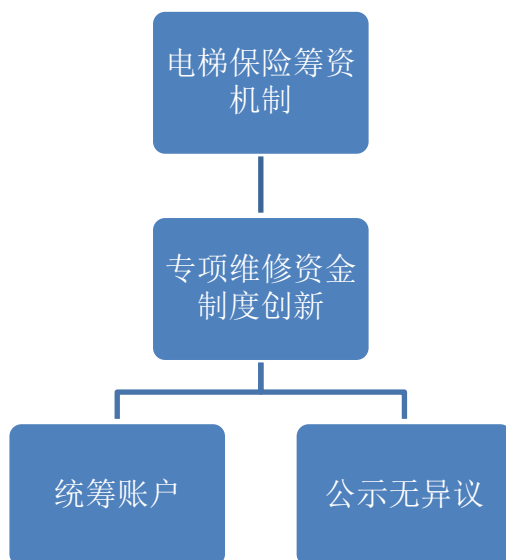 电梯保险筹资
机制
专项维修资金
制度创新
统筹账户
公示无异议